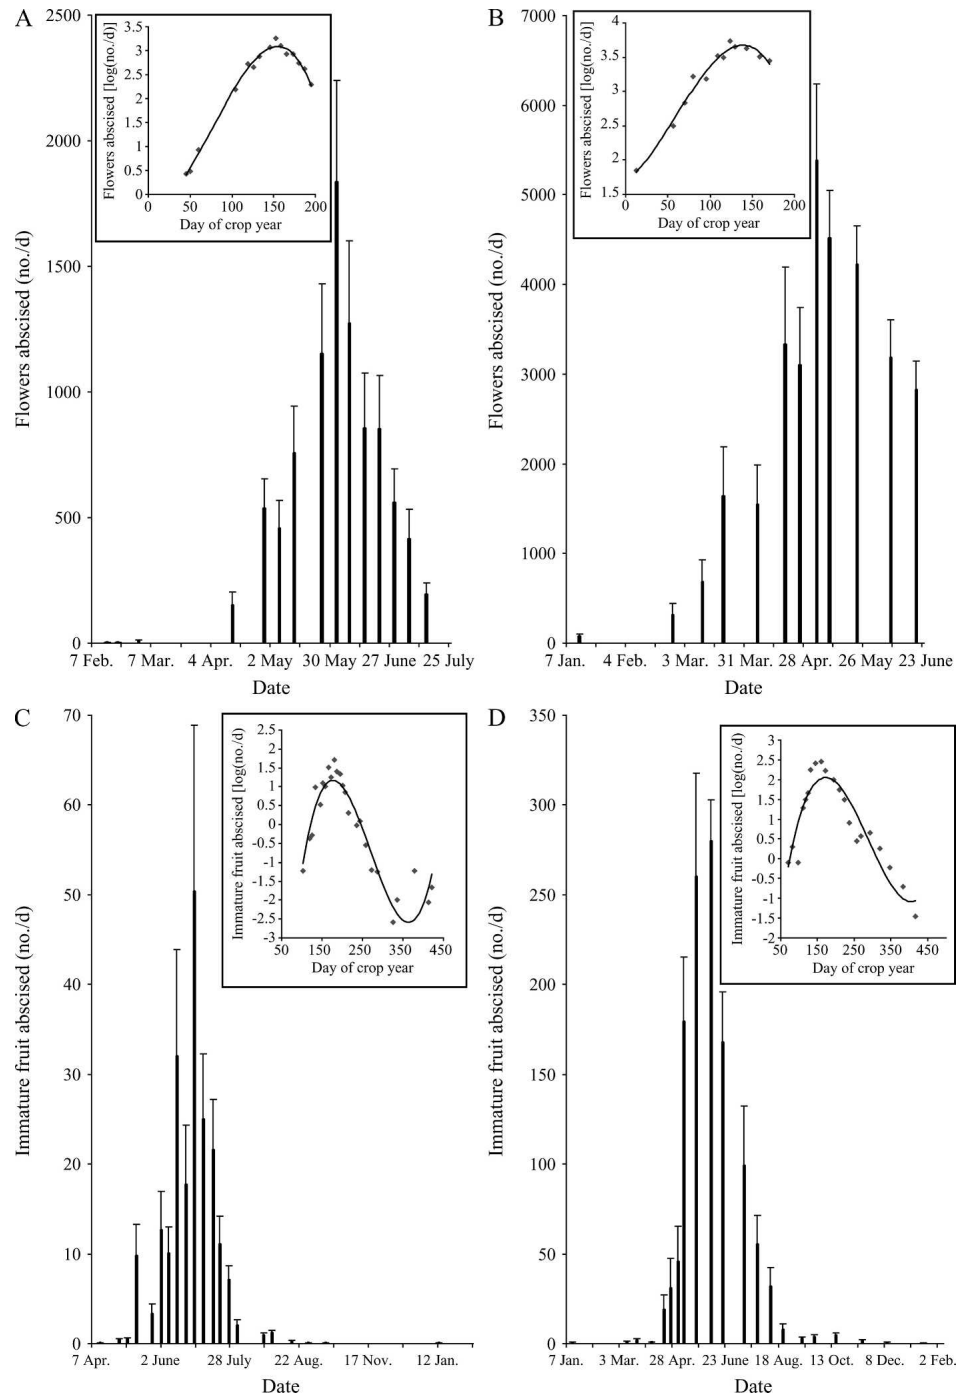 A
Flowers abscised (no./d)
2500
2000
1500
1000
500
0
7 Feb. 7 Mar. 4 Apr. 2 May 30 May 27 June 25 July
Date
Flowers abscised [log(no./d)]
3.5
3
2.5
2
1.5
1
0.5
0
0 50 100 150 200
Day of crop year
B
Flowers abscised (no./d)
7000
6000
5000
4000
3000
2000
1000
0
7 Jan. 4 Feb. 3 Mar. 31 Mar. 28 Apr. 26 May 23 June
Date
Flowers abscised [log(no./d)]
4
3.5
3
2.5
2
1.5
0 50 100 150 200
Day of crop year
C
Immature fruit abscised (no./d)
70
60
50
40
30
20
10
0
7 Apr. 2 June 28 July 22 Aug. 17 Nov. 12 Jan.
Date
Immature fruit abscised [log(no./d)]
2.5
2
1.5
1
0.5
0
-0.5
-1
-1.5
-2
-2.5
-3
50 150 250 350 450
Day of crop year
D
Immature fruit abscised (no./d)
350
300
250
200
150
100
50
0
7 Jan. 3 Mar. 28 Apr. 23 June 18 Aug. 13 Oct. 8 Dec. 2 Feb.
Date
Immature fruit abscised [log(no./d)]
3
2.5
2
1.5
1
0.5
0
-0.5
-1
-1.5
-2
50 150 250 350 450
Day of crop year